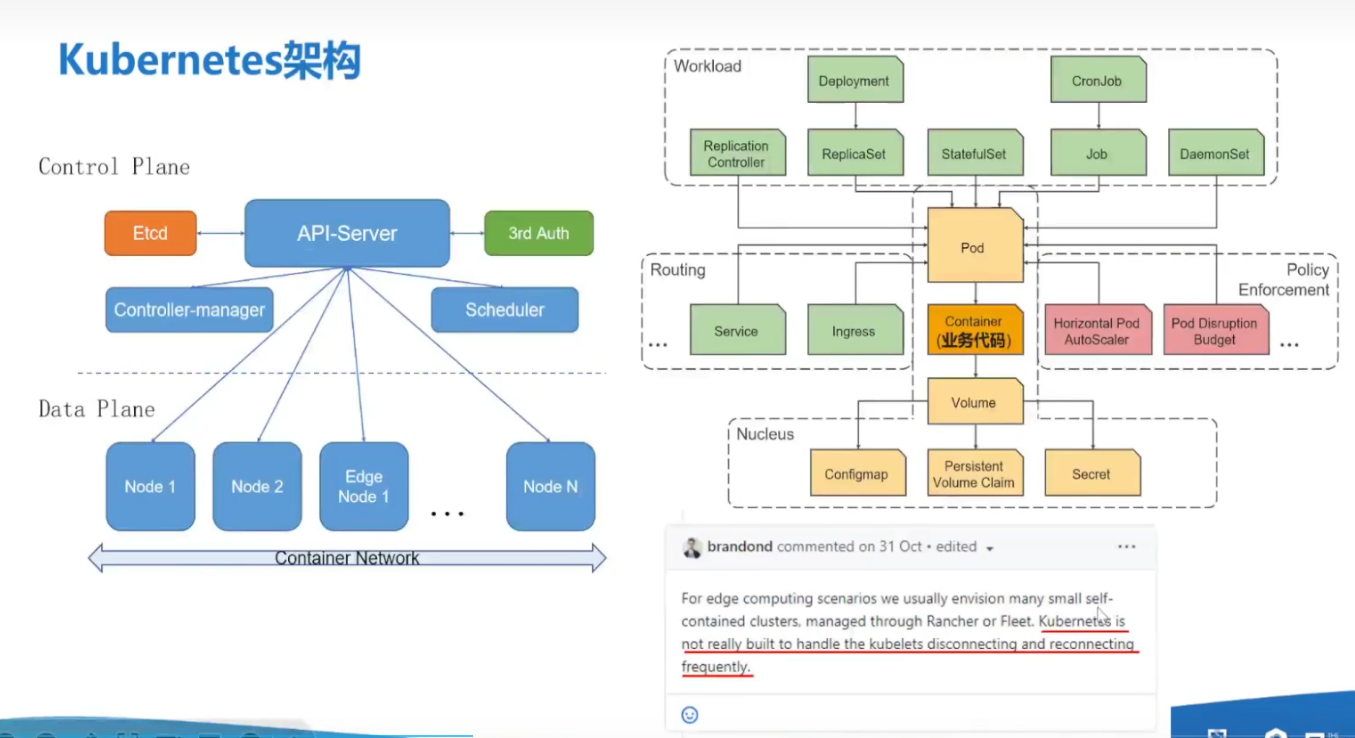 Kubernetes架构
Control Plane
Etcd
API-Server
3rd Auth
Controller-manager
Scheduler
Data Plane
Node 1
Node 2
Edge
Node 1
...
Node N
Container Network
Workload
Deployment
CronJob
Replication
Controller
ReplicaSet
StatefulSet
Job
DaemonSet
Pod
Routing
Policy
Enforcement
...
Service
Ingress
Container
(业务代码)
Horizontal Pod
AutoScaler
Pod Disruption
Budget
...
Volume
Nucleus
Configmap
Persistent
Volume Claim
Secret
brandond commented on 31 Oct • edited
...
For edge computing scenarios we usually envision many small self-
contained clusters, managed through Rancher or Fleet. Kubernetes is
not really built to handle the kubelets disconnecting and reconnecting
frequently.